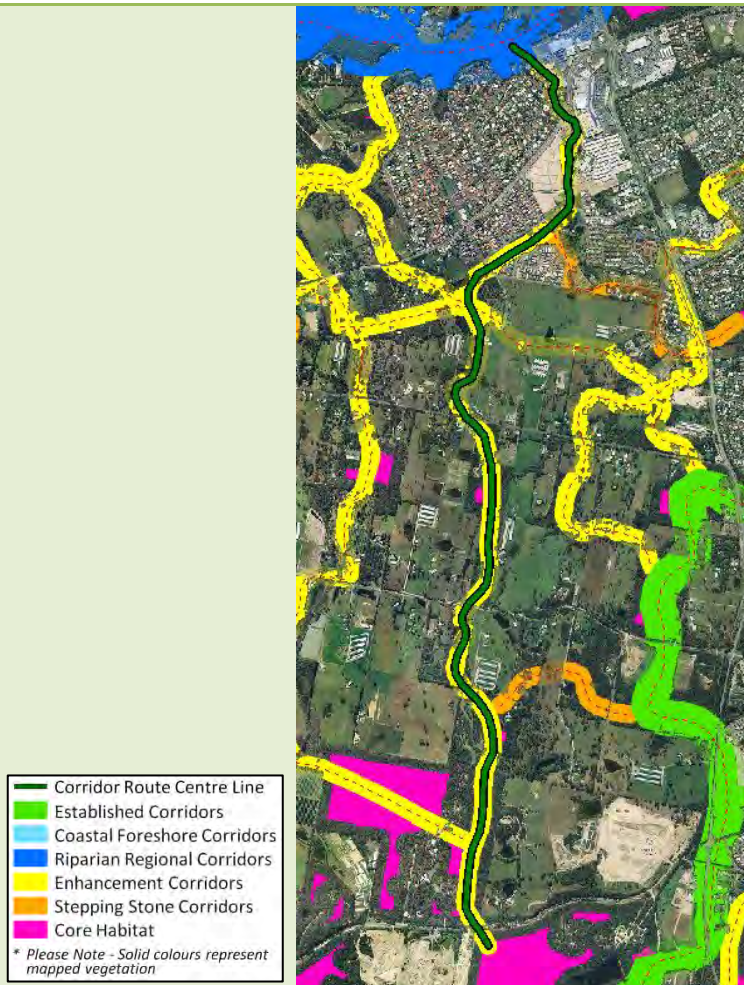 Corridor Route Centre Line
Established Corridors
Coastal Foreshore Corridors
Riparian Regional Corridors
Enhancement Corridors
Stepping Stone Corridors
Core Habitat
* Please Note - Solid colours represent
mapped vegetation